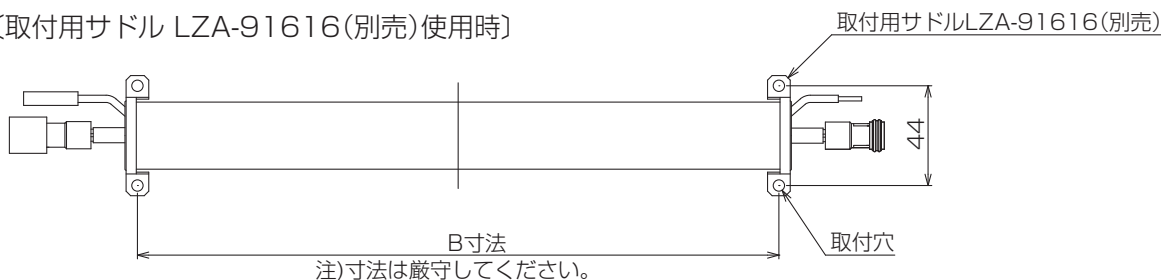 〔取付用サドル LZA-91616(別売)使用時〕
取付用サドルLZA-91616(別売)
44
取付穴
B寸法
注)寸法は厳守してください。